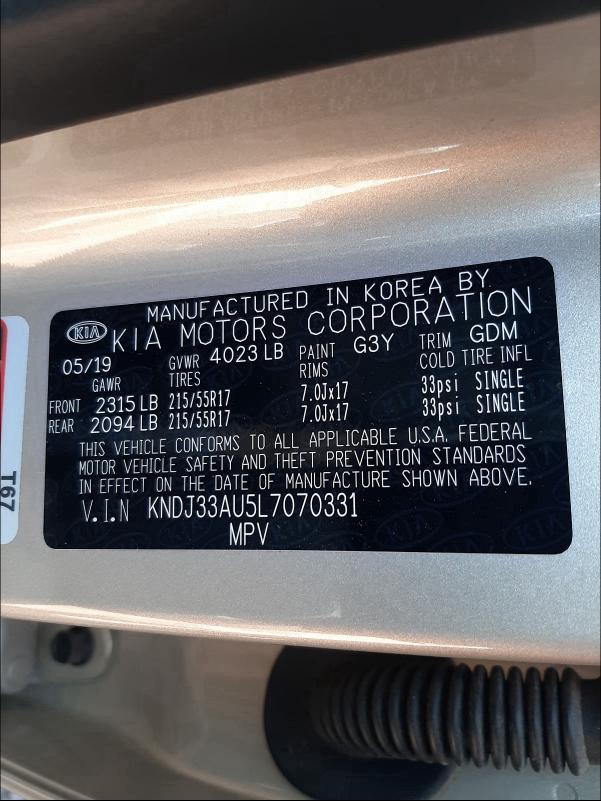 MANUFACTURED IN KOREA BY
KIA KIA MOTORS CORPORATION
05/19 GVWR 4023 LB PAINT G3Y TRIM GDM
GAWR TIRES RIMS COLD TIRE INFL
FRONT 2315 LB 215/55R17 7.0Jx17 33psi SINGLE
REAR 2094 LB 215/55R17 7.0Jx17 33psi SINGLE
THIS VEHICLE CONFORMS TO ALL APPLICABLE U.S.A. FEDERAL
MOTOR VEHICLE SAFETY AND THEFT PREVENTION STANDARDS
IN EFFECT ON THE DATE OF MANUFACTURE SHOWN ABOVE.
V.I.N KNDJ33AU5L7070331
MPV
T67